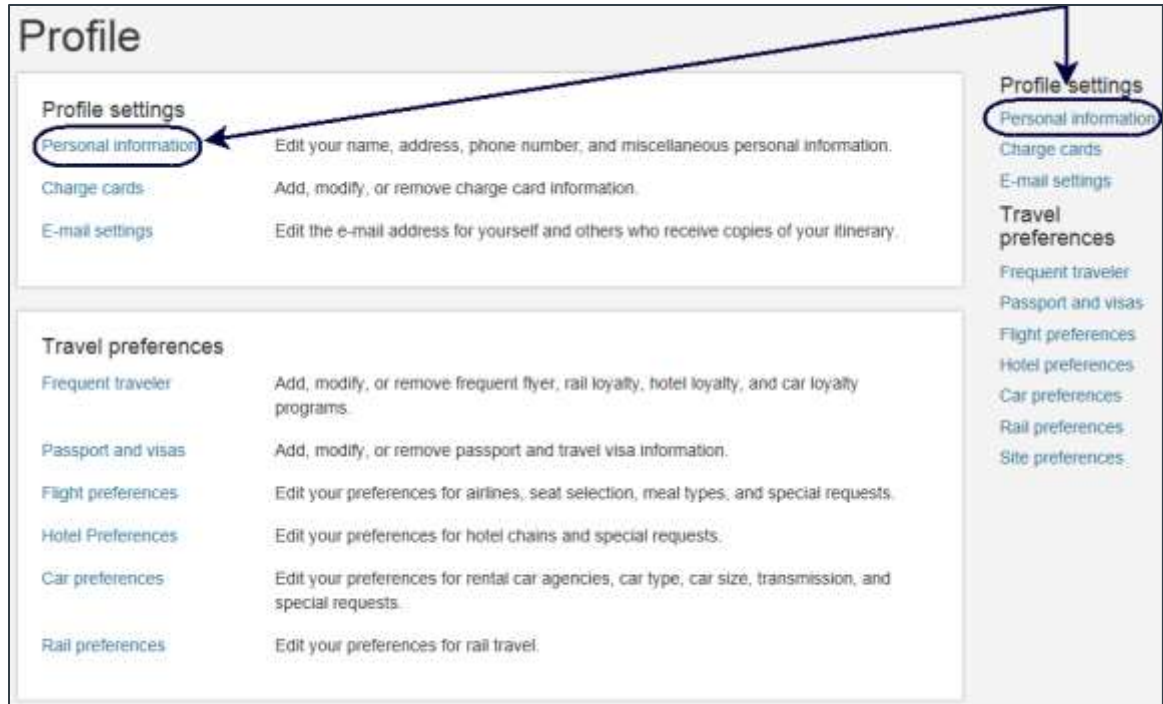 Profile
Profile settings
Personal information Edit your name, address, phone number, and miscellaneous personal information.
Charge cards Add, modify, or remove charge card information.
E-mail settings Edit the e-mail address for yourself and others who receive copies of your itinerary.
Travel preferences
Frequent traveler Add, modify, or remove frequent flyer, rail loyalty, hotel loyalty, and car loyalty
programs.
Passport and visas Add, modify, or remove passport and travel visa information.
Flight preferences Edit your preferences for airlines, seat selection, meal types, and special requests.
Hotel Preferences Edit your preferences for hotel chains and special requests.
Car preferences Edit your preferences for rental car agencies, car type, car size, transmission, and
special requests.
Rail preferences Edit your preferences for rail travel.
Profile settings
Personal information
Charge cards
E-mail settings
Travel
preferences
Frequent traveler
Passport and visas
Flight preferences
Hotel preferences
Car preferences
Rail preferences
Site preferences